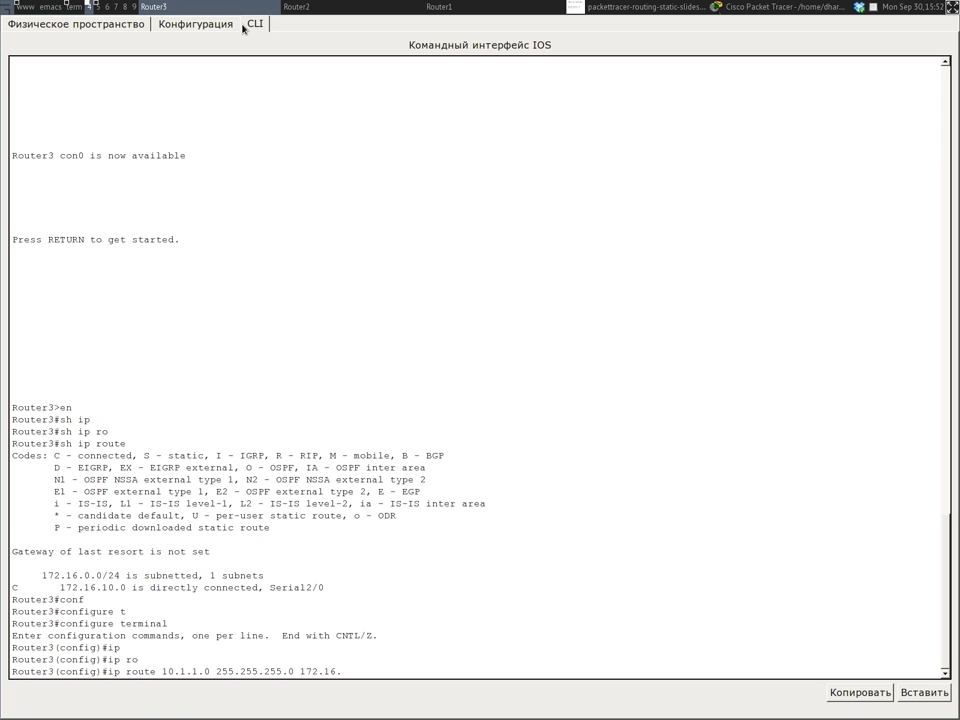 www emacs term 4 5 6 7 8 9 Router3 Router2 Router1 packettracer-routing-static-slides... Cisco Packet Tracer - /home/dhar... Mon Sep 30, 15:52
Физическое пространство Конфигурация CLI
Командный интерфейс IOS
Router3 con0 is now available
Press RETURN to get started.
Router3>en
Router3#sh ip
Router3#sh ip ro
Router3#sh ip route
Codes: C - connected, S - static, I - IGRP, R - RIP, M - mobile, B - BGP
D - EIGRP, EX - EIGRP external, O - OSPF, IA - OSPF inter area
N1 - OSPF NSSA external type 1, N2 - OSPF NSSA external type 2
E1 - OSPF external type 1, E2 - OSPF external type 2, E - EGP
i - IS-IS, L1 - IS-IS level-1, L2 - IS-IS level-2, ia - IS-IS inter area
* - candidate default, U - per-user static route, o - ODR
P - periodic downloaded static route
Gateway of last resort is not set
172.16.0.0/24 is subnetted, 1 subnets
C 172.16.10.0 is directly connected, Serial2/0
Router3#conf
Router3#configure t
Router3#configure terminal
Enter configuration commands, one per line. End with CNTL/Z.
Router3(config)#ip
Router3(config)#ip ro
Router3(config)#ip route 10.1.1.0 255.255.255.0 172.16.
Копировать Вставить